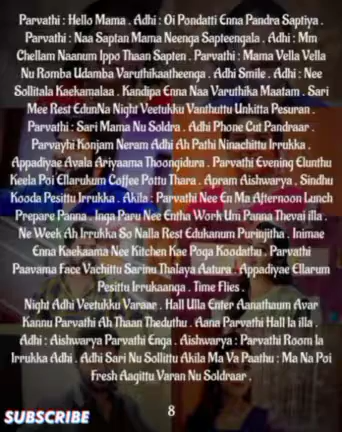 Parvathi : Hello Mama . Adhi : Oi Pondatti Enna Pandra Saptiya .
Parvathi : Naa Saptan Mama Neenga Sapteengala . Adhi : Mm
Chellam Naanum Ippo Thaan Sapten . Parvathi : Mama Vella Vella
Nu Romba Udamba Varuthikaatheenga . Adhi Smile . Adhi : Nee
Sollitala Kaekamalaa . Kandipa Enna Naa Varuthika Maatam . Sari
Mee Rest EdunNa Night Veetukku Vanthuttu Unkitta Pesuran .
Parvathi : Sari Mama Nu Soldra . Adhi Phone Cut Pandraar .
Parvayhi Konjam Neram Adhi Ah Pathi Ninachittu Irrukka .
Appadiyae Avala Ariyaama Thoongidura . Parvathi Evening Elunthu
Keela Poi Ellarukum Coffee Pottu Thara . Apram Aishwarya . Sindhu
Kooda Pesittu Irrukka . Akila : Parvathi Nee En Ma Afternoon Lunch
Prepare Panna . Inga Paru Nee Entha Work Um Panna Thevai illa .
Ne Week Ah Irrukka So Nalla Rest Edukanum Purinjitha . Inimae
Enna Kaekaama Nee Kitchen Kae Poga Koodathu . Parvathi
Paavama Face Vachittu Sarinu Thalaya Aatura . Appadiyae Ellarum
Pesittu Irrukaanga . Time Flies .
Night Adhi Veetukku Varaar . Hall Ulla Enter Aanathaum Avar
Kannu Parvathi Ah Thaan Theduthu . Aana Parvathi Hall la illa .
Adhi : Aishwarya Parvathi Enga . Aishwarya : Parvathi Room la
Irrukka Adhi . Adhi Sari Nu Sollittu Akila Ma Va Paathu : Ma Na Poi
Fresh Aagittu Varan Nu Soldraar .
SUBSCRIBE
8